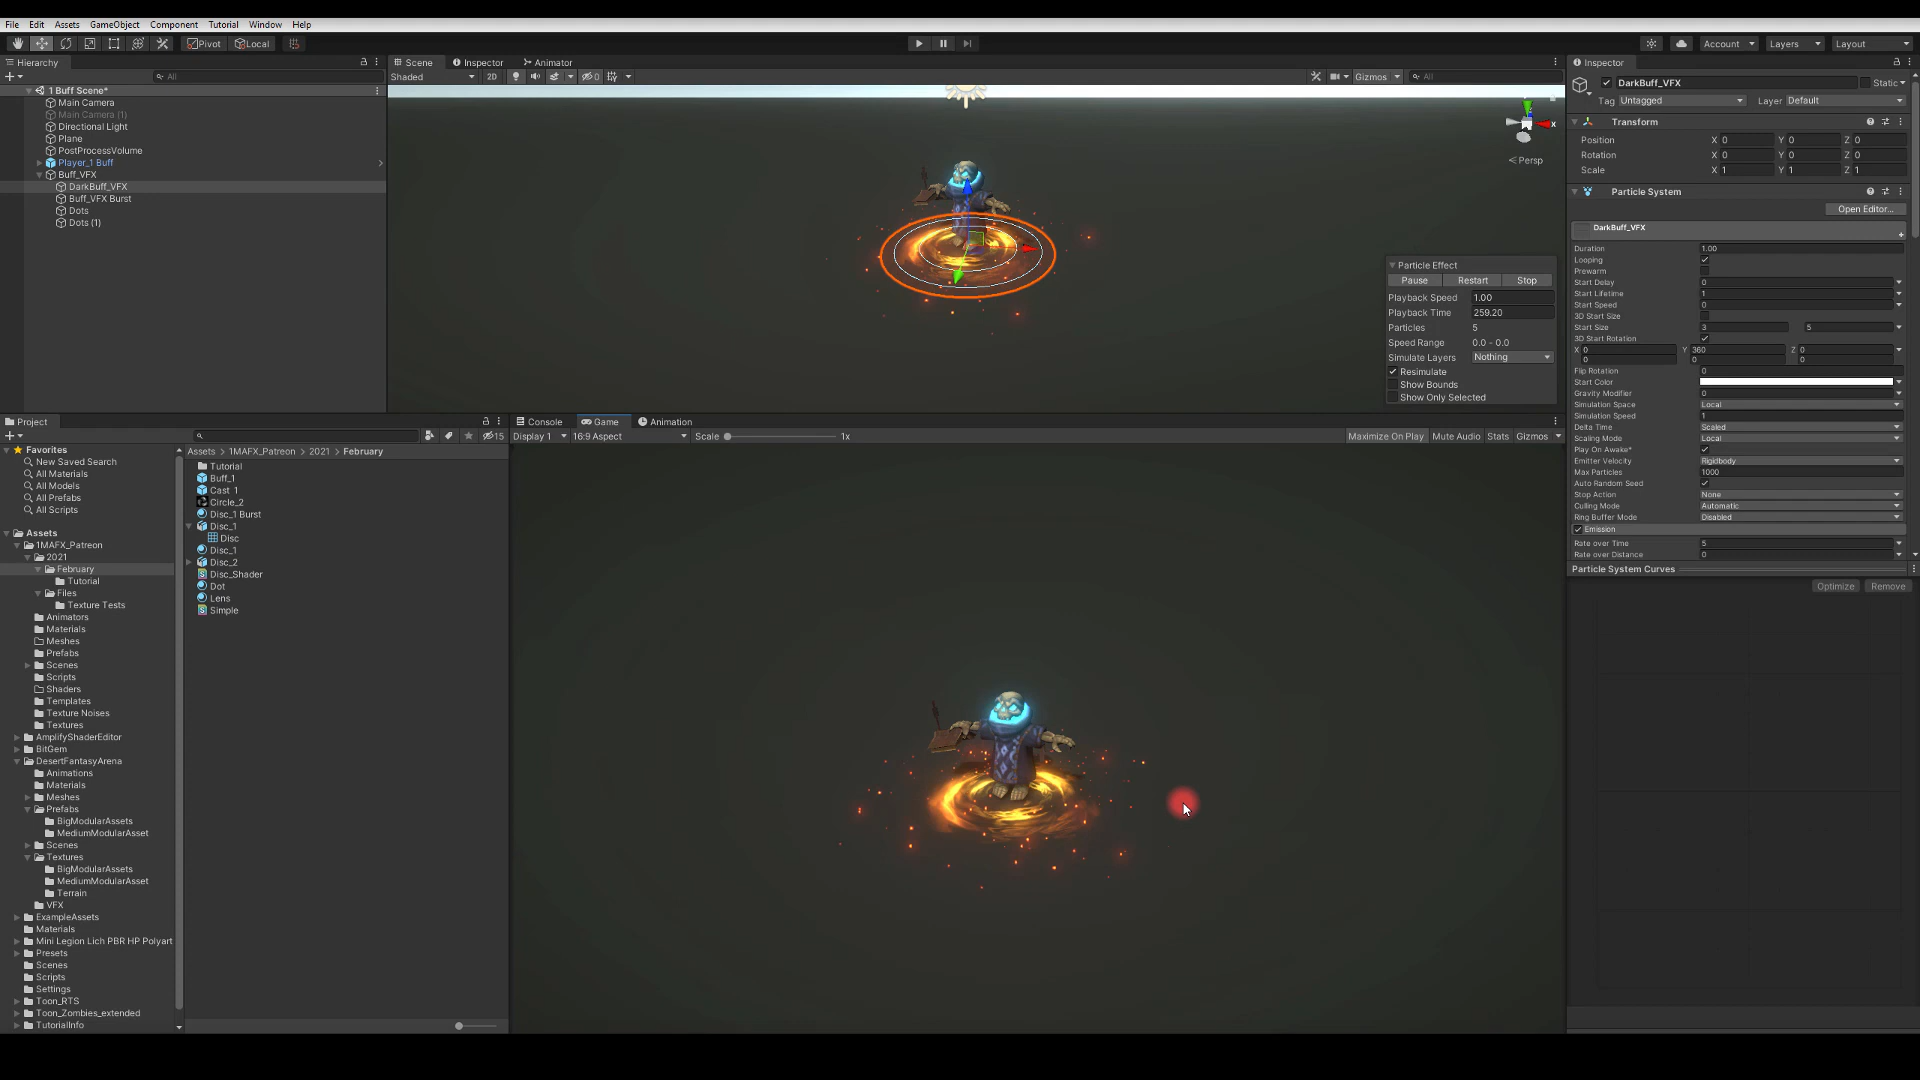 File Edit Assets GameObject Component Tutorial Window Help
Pivot Local Account Layers Layout
Hierarchy
All
1 Buff Scene*
Main Camera
Main Camera (1)
Directional Light
Plane
PostProcessVolume
Player_1 Buff
Buff_VFX
DarkBuff_VFX
Buff_VFX Burst
Dots
Dots (1)
Scene Inspector Animator
Shaded 2D 0 Gizmos All
x
Persp
Particle Effect
Pause Restart Stop
Playback Speed 1.00
Playback Time 259.20
Particles 5
Speed Range 0.0 - 0.0
Simulate Layers Nothing
Resimulate
Show Bounds
Show Only Selected
Project
15
Favorites
New Saved Search
All Materials
All Models
All Prefabs
All Scripts
Assets
1MAFX_Patreon
2021
February
Tutorial
Files
Texture Tests
Animators
Materials
Meshes
Prefabs
Scenes
Scripts
Shaders
Templates
Texture Noises
Textures
AmplifyShaderEditor
BitGem
DesertFantasyArena
Animations
Materials
Meshes
Prefabs
BigModularAssets
MediumModularAsset
Scenes
Textures
BigModularAssets
MediumModularAsset
Terrain
VFX
ExampleAssets
Materials
Mini Legion Lich PBR HP Polyart
Presets
Scenes
Scripts
Settings
Toon_RTS
Toon_Zombies_extended
TutorialInfo
Assets 1MAFX_Patreon 2021 February
Tutorial
Buff_1
Cast 1
Circle_2
Disc_1 Burst
Disc_1
Disc
Disc_1
Disc_2
Disc_Shader
Dot
Lens
Simple
Console Game Animation
Display 1 16:9 Aspect Scale 1x Maximize On Play Mute Audio Stats Gizmos
Inspector
DarkBuff_VFX Static
Tag Untagged Layer Default
Transform
Position X 0 Y 0 Z 0
Rotation X 0 Y 0 Z 0
Scale X 1 Y 1 Z 1
Particle System
Open Editor...
DarkBuff_VFX
Duration 1.00
Looping
Prewarm
Start Delay 0
Start Lifetime 1
Start Speed 0
3D Start Size
Start Size 3 5
3D Start Rotation
X 0 Y 360 Z 0
0 0 0
Flip Rotation 0
Start Color
Gravity Modifier 0
Simulation Space Local
Simulation Speed 1
Delta Time Scaled
Scaling Mode Local
Play On Awake*
Emitter Velocity Rigidbody
Max Particles 1000
Auto Random Seed
Stop Action None
Culling Mode Automatic
Ring Buffer Mode Disabled
Emission
Rate over Time 5
Rate over Distance 0
Particle System Curves
Optimize Remove